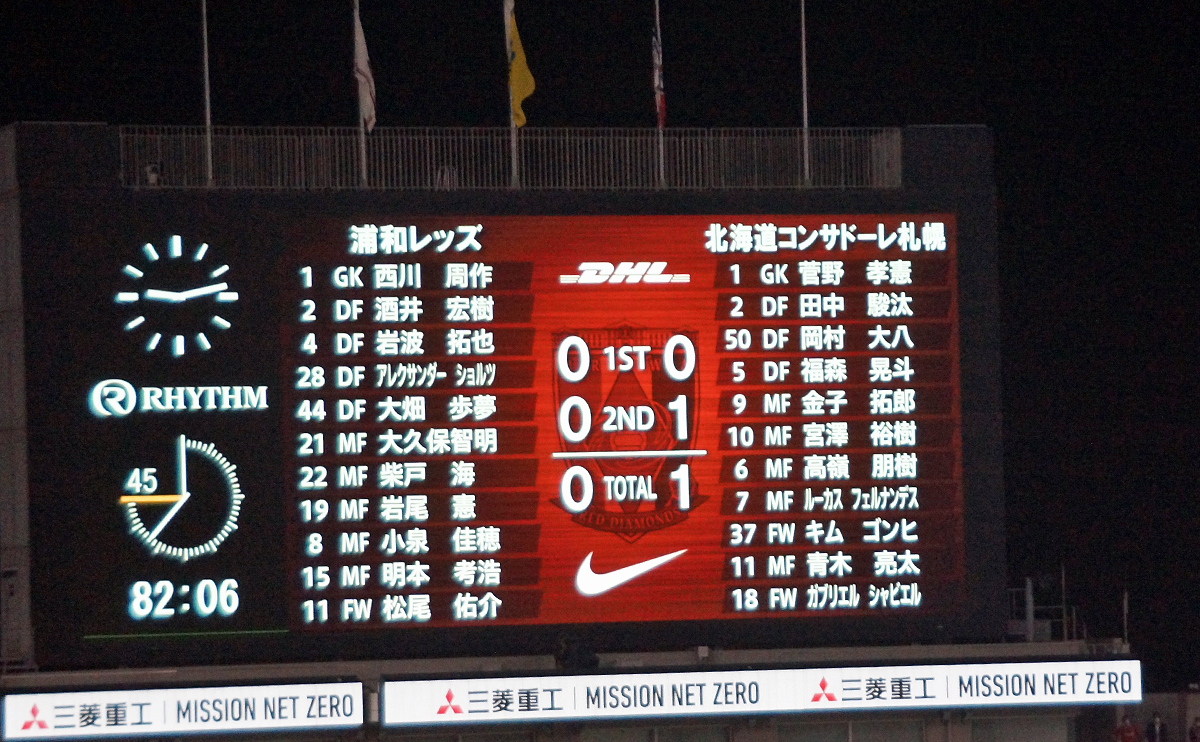 浦和レッズ
1 GK 西川 周作
2 DF 酒井 宏樹
4 DF 岩波 拓也
28 DF アレクサンダー ショルツ
44 DF 大畑 歩夢
21 MF 大久保智明
22 MF 柴戸 海
19 MF 岩尾 憲
8 MF 小泉 佳穂
15 MF 明本 考浩
11 FW 松尾 佑介
DHL
0 1ST 0
0 2ND 1
0 TOTAL 1
RED DIAMONDS
北海道コンサドーレ札幌
1 GK 菅野 孝憲
2 DF 田中 駿汰
50 DF 岡村 大八
5 DF 福森 晃斗
9 MF 金子 拓郎
10 MF 宮澤 裕樹
6 MF 高嶺 朋樹
7 MF ルーカス フェルナンデス
37 FW キム ゴンヒ
11 MF 青木 亮太
18 FW ガブリエル シャビエル
R RHYTHM
45
82:06
三菱重工 | MISSION NET ZERO
三菱重工 | MISSION NET ZERO
三菱重工 | MISSION NET ZERO